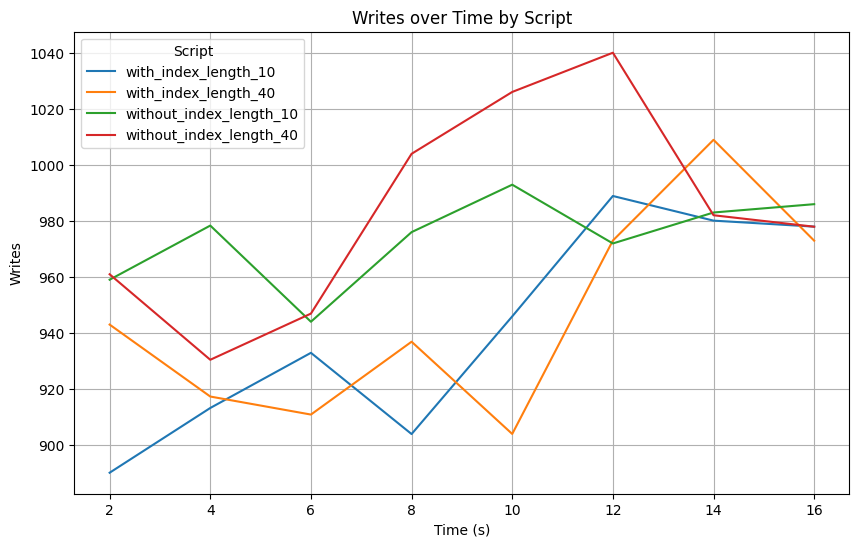 Writes over Time by Script
Script
with_index_length_10
with_index_length_40
without_index_length_10
without_index_length_40
Writes
1040
1020
1000
980
960
940
920
900
2 4 6 8 10 12 14 16
Time (s)